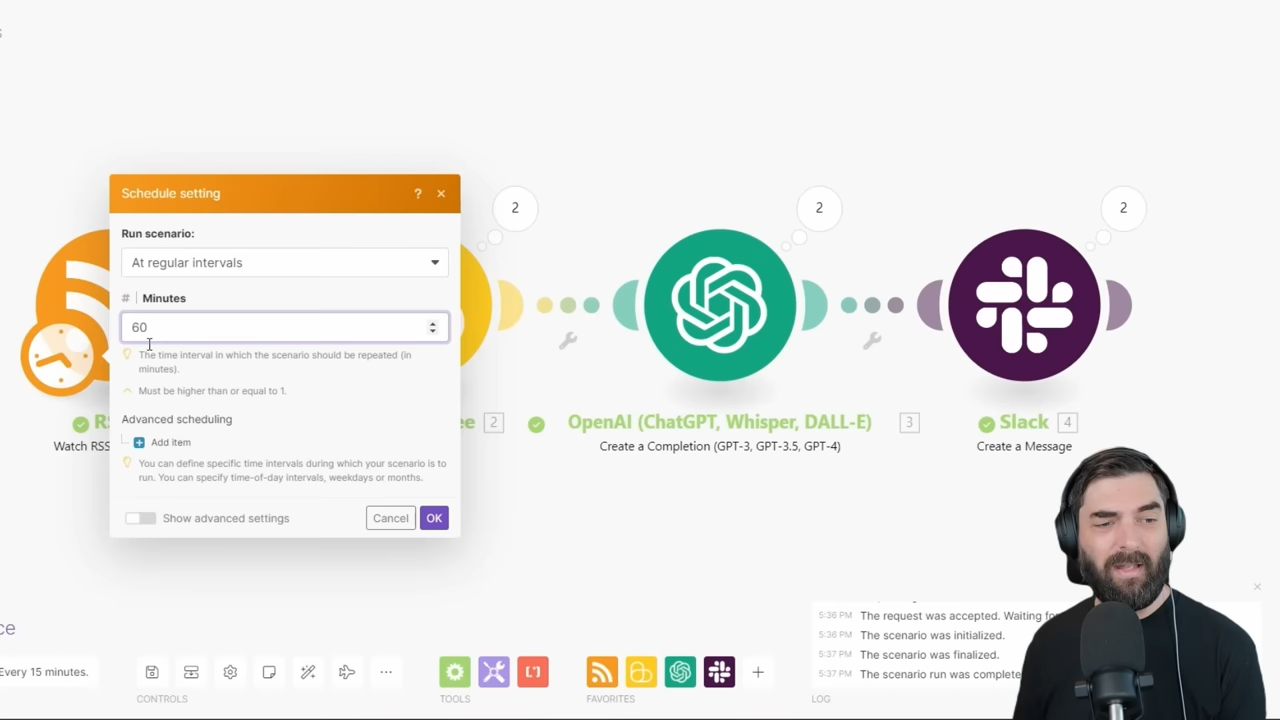 Schedule setting
?
×
Run scenario:
At regular intervals
# Minutes
60
The time interval in which the scenario should be repeated (in
minutes).
Must be higher than or equal to 1.
Advanced scheduling
Add item
You can define specific time intervals during which your scenario is to
run. You can specify time-of-day intervals, weekdays or months.
Show advanced settings
Cancel
OK
2
2
2
R
Watch RSS
ee
2
OpenAI (ChatGPT, Whisper, DALL-E)
3
Create a Completion (GPT-3, GPT-3.5, GPT-4)
Slack
4
Create a Message
ce
Every 15 minutes.
CONTROLS
TOOLS
FAVORITES
LOG
5:36 PM The request was accepted. Waiting fo
5:36 PM The scenario was initialized.
5:37 PM The scenario was finalized.
5:37 PM The scenario run was complete